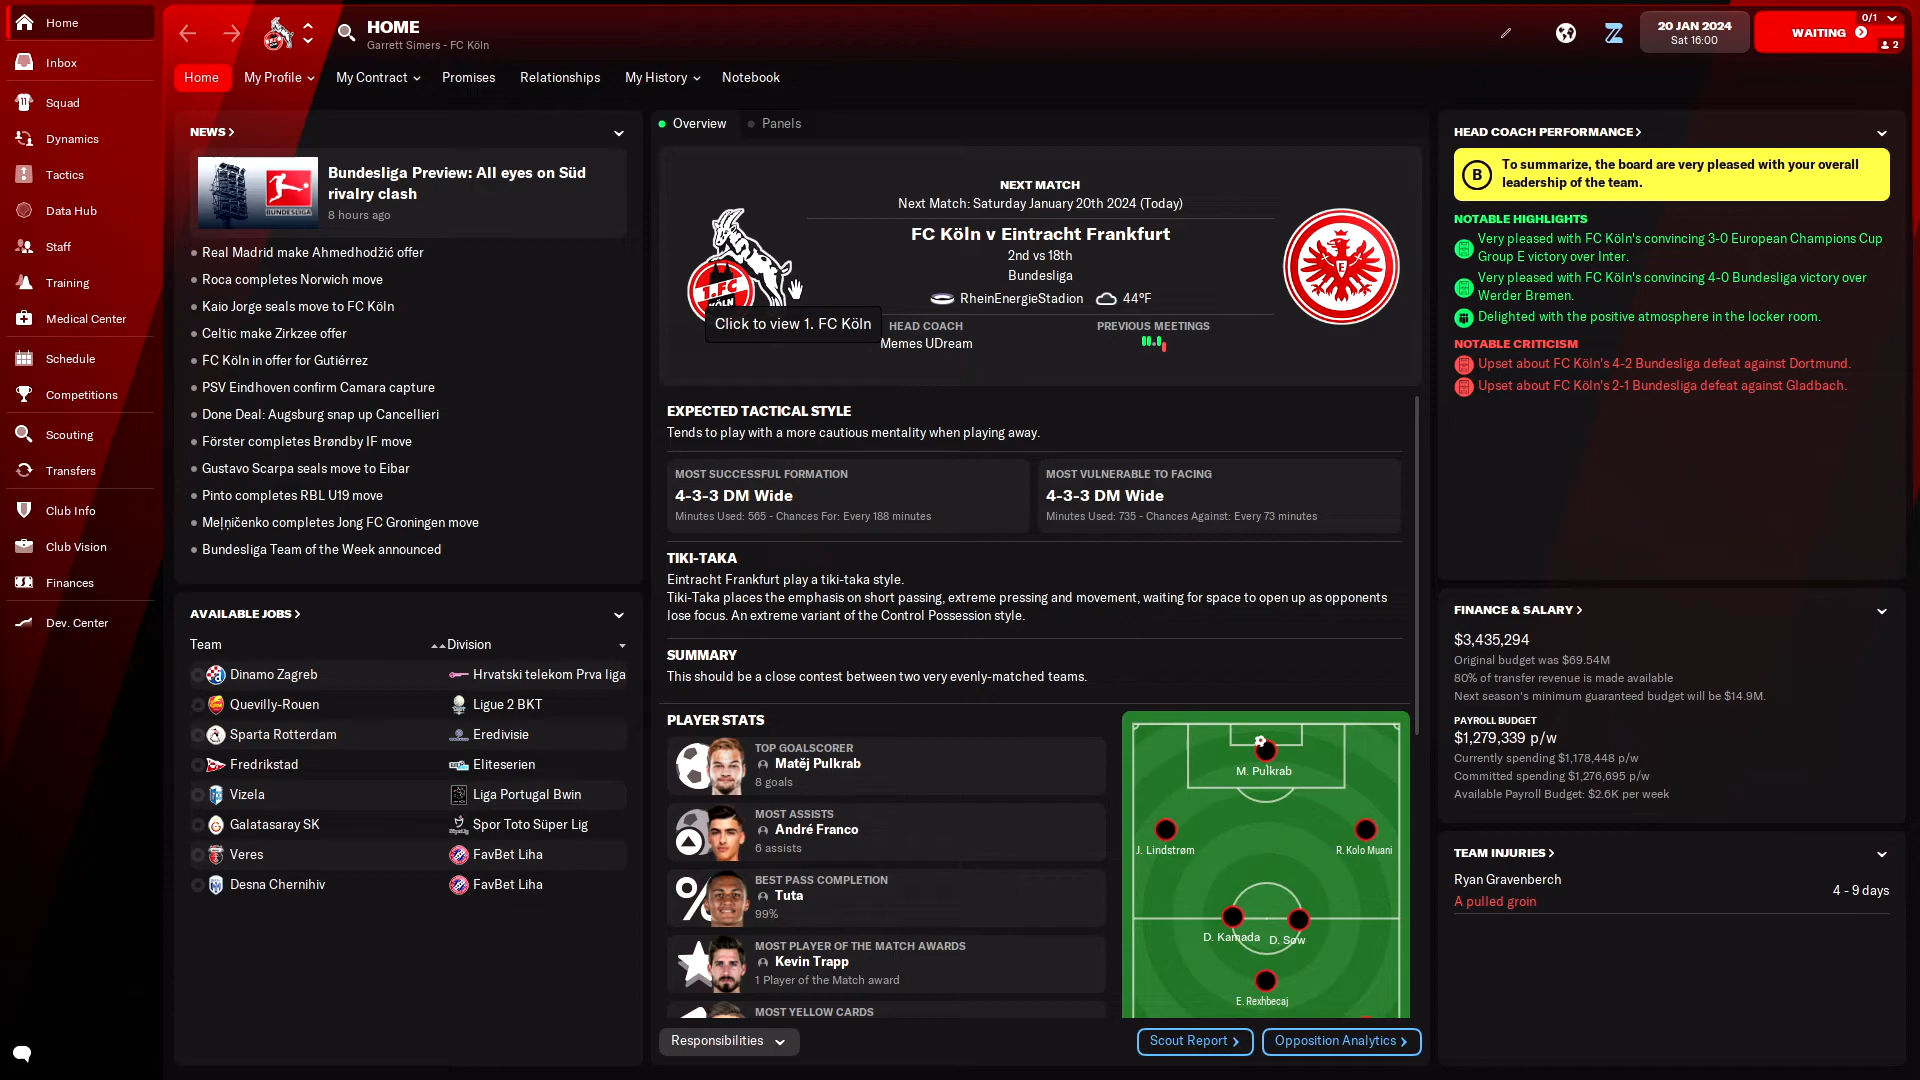 Home
Inbox
Squad
Dynamics
Tactics
Data Hub
Staff
Training
Medical Center
Schedule
Competitions
Scouting
Transfers
Club Info
Club Vision
Finances
Dev. Center
HOME
Garrett Simers - FC Köln
20 JAN 2024
Sat 16:00
0/1
WAITING
2
Home
My Profile
My Contract
Promises
Relationships
My History
Notebook
NEWS
Bundesliga Preview: All eyes on Süd
rivalry clash
8 hours ago
Real Madrid make Ahmedhodžić offer
Roca completes Norwich move
Kaio Jorge seals move to FC Köln
Celtic make Zirkzee offer
FC Köln in offer for Gutiérrez
PSV Eindhoven confirm Camara capture
Done Deal: Augsburg snap up Cancellieri
Förster completes Brøndby IF move
Gustavo Scarpa seals move to Eibar
Pinto completes RBL U19 move
Meļņičenko completes Jong FC Groningen move
Bundesliga Team of the Week announced
AVAILABLE JOBS
Team Division
Dinamo Zagreb Hrvatski telekom Prva liga
Quevilly-Rouen Ligue 2 BKT
Sparta Rotterdam Eredivisie
Fredrikstad Eliteserien
Vizela Liga Portugal Bwin
Galatasaray SK Spor Toto Süper Lig
Veres FavBet Liha
Desna Chernihiv FavBet Liha
Overview
Panels
NEXT MATCH
Next Match: Saturday January 20th 2024 (Today)
FC Köln v Eintracht Frankfurt
2nd vs 18th
Bundesliga
RheinEnergieStadion 44°F
1.FC
KÖLN
Click to view 1. FC Köln
HEAD COACH
Memes UDream
PREVIOUS MEETINGS
EXPECTED TACTICAL STYLE
Tends to play with a more cautious mentality when playing away.
MOST SUCCESSFUL FORMATION
4-3-3 DM Wide
Minutes Used: 565 - Chances For: Every 188 minutes
MOST VULNERABLE TO FACING
4-3-3 DM Wide
Minutes Used: 735 - Chances Against: Every 73 minutes
TIKI-TAKA
Eintracht Frankfurt play a tiki-taka style.
Tiki-Taka places the emphasis on short passing, extreme pressing and movement, waiting for space to open up as opponents
lose focus. An extreme variant of the Control Possession style.
SUMMARY
This should be a close contest between two very evenly-matched teams.
PLAYER STATS
TOP GOALSCORER
Matěj Pulkrab
8 goals
MOST ASSISTS
André Franco
6 assists
BEST PASS COMPLETION
Tuta
99%
MOST PLAYER OF THE MATCH AWARDS
Kevin Trapp
1 Player of the Match award
MOST YELLOW CARDS
M. Pulkrab
J. Lindstrøm
R. Kolo Muani
D. Kamada
D. Sow
E. Rexhbecaj
Responsibilities
Scout Report
Opposition Analytics
HEAD COACH PERFORMANCE
B
To summarize, the board are very pleased with your overall
leadership of the team.
NOTABLE HIGHLIGHTS
Very pleased with FC Köln's convincing 3-0 European Champions Cup
Group E victory over Inter.
Very pleased with FC Köln's convincing 4-0 Bundesliga victory over
Werder Bremen.
Delighted with the positive atmosphere in the locker room.
NOTABLE CRITICISM
Upset about FC Köln's 4-2 Bundesliga defeat against Dortmund.
Upset about FC Köln's 2-1 Bundesliga defeat against Gladbach.
FINANCE & SALARY
$3,435,294
Original budget was $69.54M
80% of transfer revenue is made available
Next season's minimum guaranteed budget will be $14.9M.
PAYROLL BUDGET
$1,279,339 p/w
Currently spending $1,178,448 p/w
Committed spending $1,276,695 p/w
Available Payroll Budget: $2.6K per week
TEAM INJURIES
Ryan Gravenberch
A pulled groin
4 - 9 days